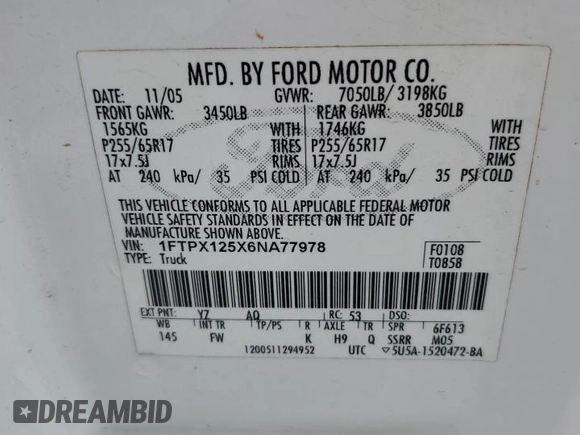 MFD. BY FORD MOTOR CO.
DATE: 11/05 GVWR: 7050LB/ 3198KG
FRONT GAWR: 3450LB REAR GAWR: 3850LB
1565KG WITH 1746KG WITH
P255/65R17 TIRES P255/65R17 TIRES
17x7.5J RIMS 17x7.5J RIMS
AT 240 kPa/ 35 PSI COLD AT 240 kPa/ 35 PSI COLD
Ford
THIS VEHICLE CONFORMS TO ALL APPLICABLE FEDERAL MOTOR
VEHICLE SAFETY STANDARDS IN EFFECT ON THE DATE OF
MANUFACTURE SHOWN ABOVE.
VIN: 1FTPX125X6NA77978 F0108
TYPE: Truck T0858
EXT PNT: YZ AQ RC: 53 DSO:
WB INT TR TP/PS R AXLE TR SPR 6F613
145 FW K H9 Q SSRR M05
1200511294952 UTC ▽5U5A-1520472-BA
DREAMBID